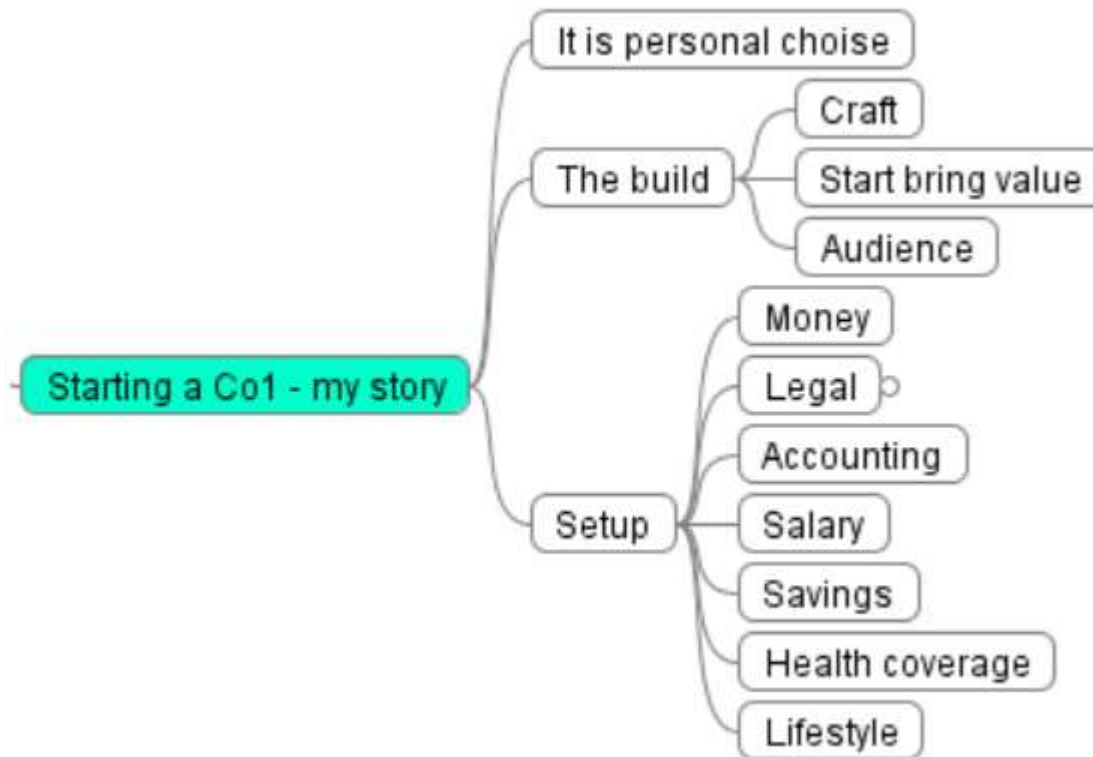 It is personal choise
Craft
The build
Start bring value
Audience
Money
Starting a Co1 - my story
Legal
Accounting
Setup
Salary
Savings
Health coverage
Lifestyle